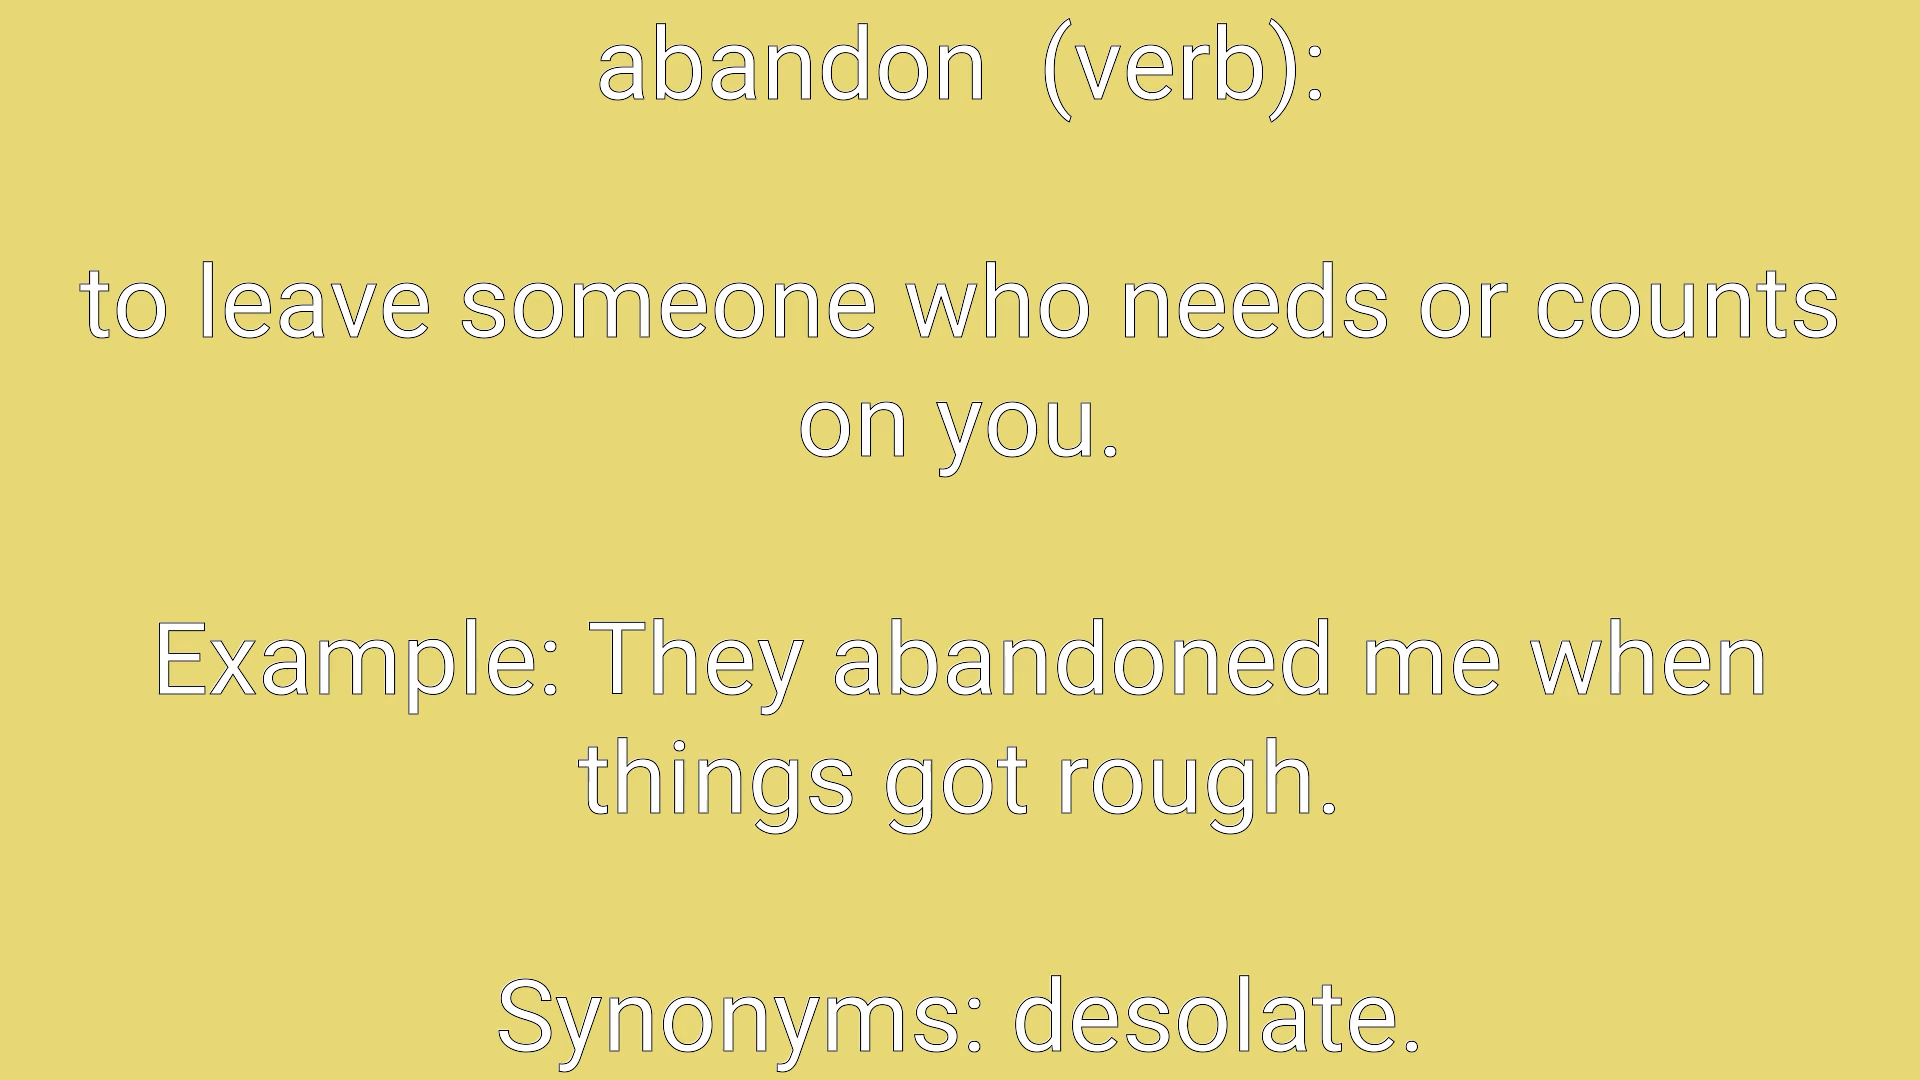 abandon  (verb):
to leave someone who needs or counts
on you.
Example: They abandoned me when
things got rough.
Synonyms: desolate.